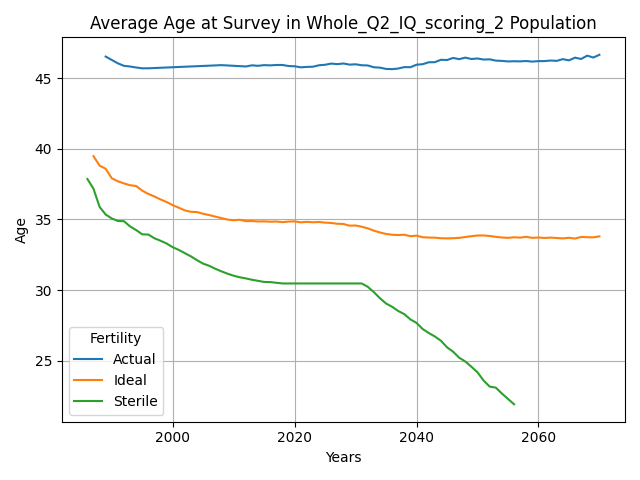 Average Age at Survey in Whole_Q2_IQ_scoring_2 Population
Age
45
40
35
30
25
Fertility
Actual
Ideal
Sterile
2000
2020
2040
2060
Years